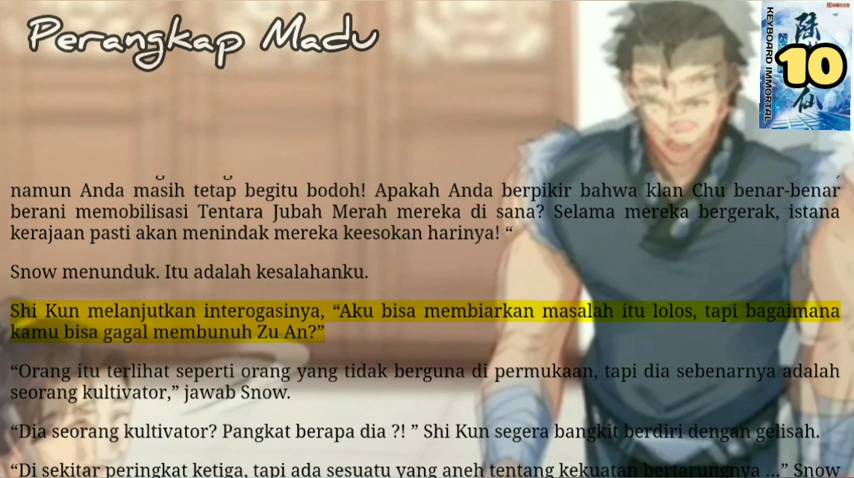 Perangkap Madu
KEYBOARD IMMORTAL
10
namun Anda masih tetap begitu bodoh! Apakah Anda berpikir bahwa klan Chu benar-benar
berani memobilisasi Tentara Jubah Merah mereka di sana? Selama mereka bergerak, istana
kerajaan pasti akan menindak mereka keesokan harinya! “
Snow menunduk. Itu adalah kesalahanku.
Shi Kun melanjutkan interogasinya, “Aku bisa membiarkan masalah itu lolos, tapi bagaimana
kamu bisa gagal membunuh Zu An?”
“Orang itu terlihat seperti orang yang tidak berguna di permukaan, tapi dia sebenarnya adalah
seorang kultivator,” jawab Snow.
“Dia seorang kultivator? Pangkat berapa dia ?! ” Shi Kun segera bangkit berdiri dengan gelisah.
“Di sekitar peringkat ketiga, tapi ada sesuatu yang aneh tentang kekuatan bertarungnya ...” Snow